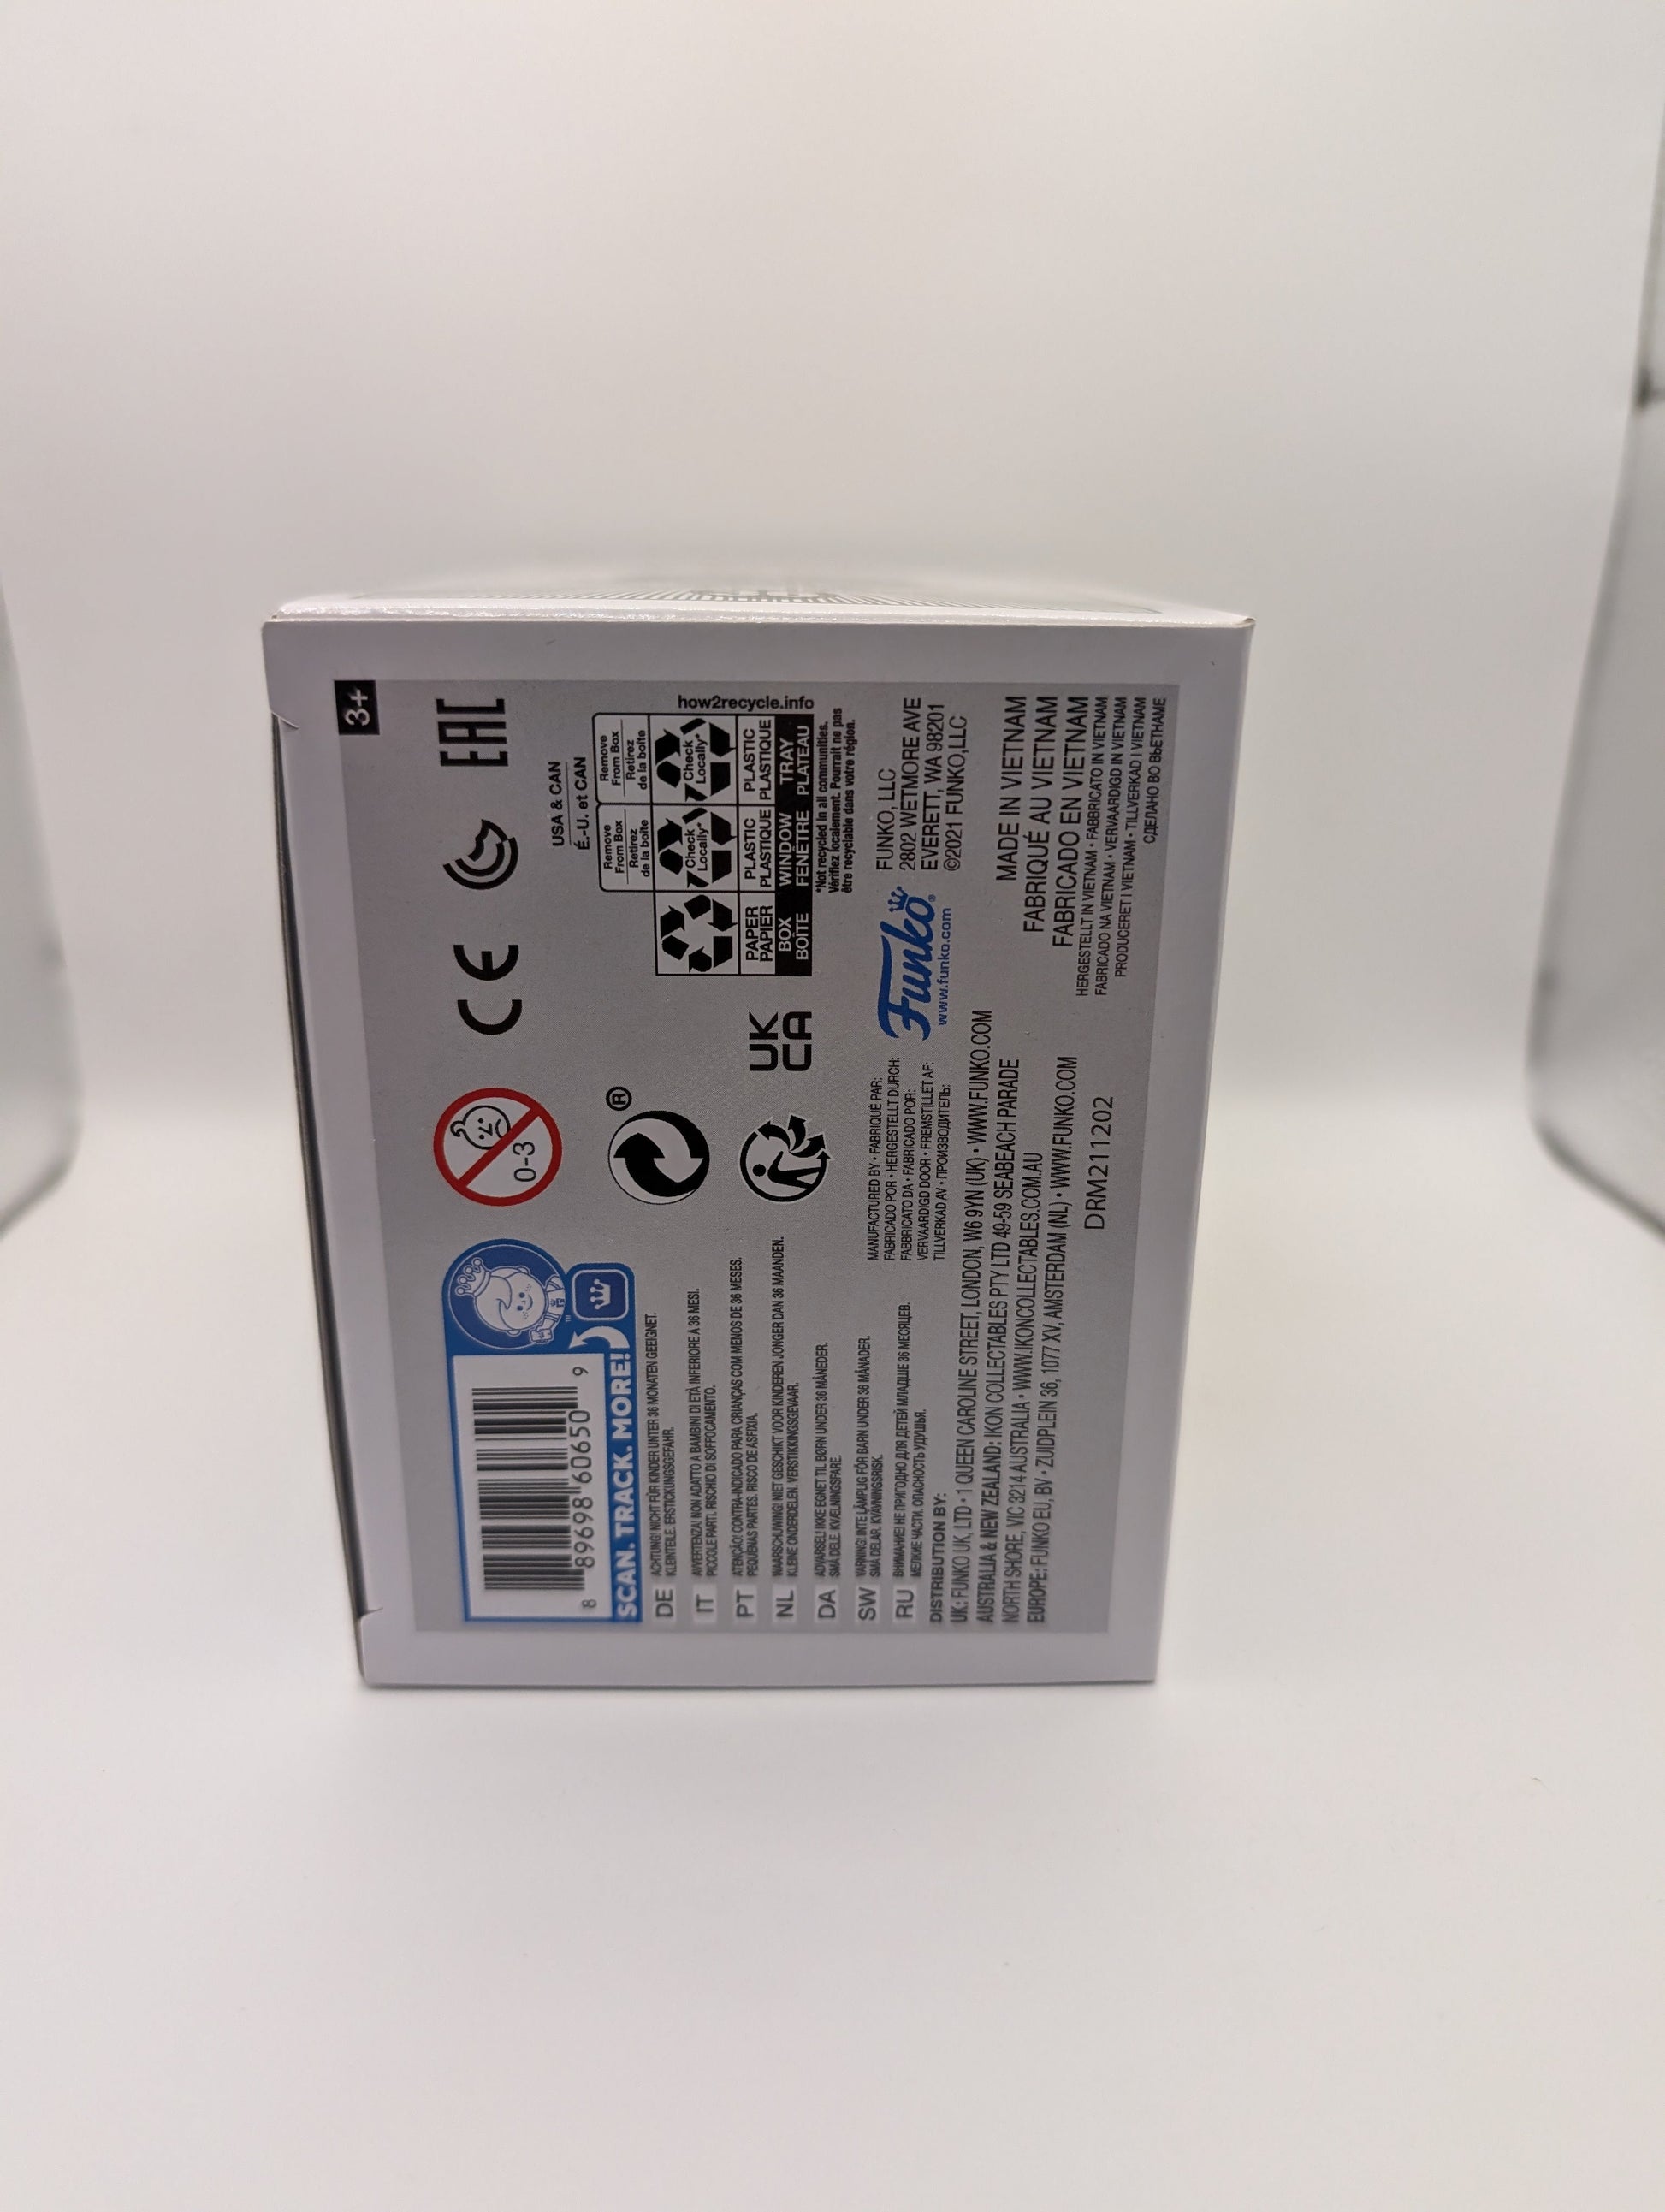 3+
8 89698 60650 9
SCAN. TRACK. MORE!
™
0-3
CE
EAC
®
UK
CA
USA & CAN
É.-U. et CAN
Remove
From Box
Retirez
de la boîte
Remove
From Box
Retirez
de la boîte
Check
Locally*
Check
Locally*
PAPER
PAPIER
PLASTIC
PLASTIQUE
PLASTIC
PLASTIQUE
BOX
BOÎTE
WINDOW
FENÊTRE
TRAY
PLATEAU
how2recycle.info
*Not recycled in all communities.
Vérifiez localement. Pourrait ne pas
être recyclable dans votre région.
DE ACHTUNG! NICHT FÜR KINDER UNTER 36 MONATEN GEEIGNET.
KLEINTEILE. ERSTICKUNGSGEFAHR.
IT AVVERTENZA! NON ADATTO A BAMBINI DI ETÀ INFERIORE A 36 MESI.
PICCOLE PARTI. RISCHIO DI SOFFOCAMENTO.
PT ATENÇÃO! CONTRA-INDICADO PARA CRIANÇAS COM MENOS DE 36 MESES.
PEQUENAS PARTES. RISCO DE ASFIXIA.
NL WAARSCHUWING! NIET GESCHIKT VOOR KINDEREN JONGER DAN 36 MAANDEN.
KLEINE ONDERDELEN. VERSTIKKINGSGEVAAR.
DA ADVARSEL! IKKE EGNET TIL BØRN UNDER 36 MÅNEDER.
SMÅ DELE. KVÆLNINGSFARE.
SW VARNING! INTE LÄMPLIG FÖR BARN UNDER 36 MÅNADER.
SMÅ DELAR. KVÄVNINGSRISK.
RU ВНИМАНИЕ! НЕ ПРИГОДНО ДЛЯ ДЕТЕЙ МЛАДШЕ 36 МЕСЯЦЕВ.
МЕЛКИЕ ЧАСТИ. ОПАСНОСТЬ УДУШЬЯ.
MANUFACTURED BY • FABRIQUÉ PAR:
FABRICADO POR • HERGESTELLT DURCH:
FABBRICATO DA • FABRICADO POR:
VERVAARDIGD DOOR • FREMSTILLET AF:
TILLVERKAD AV • ПРОИЗВОДИТЕЛЬ:
Funko®
www.funko.com
FUNKO, LLC
2802 WETMORE AVE
EVERETT, WA 98201
©2021 FUNKO,LLC
DISTRIBUTION BY:
UK: FUNKO UK, LTD • 1 QUEEN CAROLINE STREET, LONDON, W6 9YN (UK) • WWW.FUNKO.COM
AUSTRALIA & NEW ZEALAND: IKON COLLECTABLES PTY LTD 49-59 SEABEACH PARADE
NORTH SHORE, VIC 3214 AUSTRALIA • WWW.IKONCOLLECTABLES.COM.AU
EUROPE: FUNKO EU, BV • ZUIDPLEIN 36, 1077 XV, AMSTERDAM (NL) • WWW.FUNKO.COM
DRM211202
MADE IN VIETNAM
FABRIQUÉ AU VIETNAM
FABRICADO EN VIETNAM
HERGESTELLT IN VIETNAM • FABBRICATO IN VIETNAM
FABRICADO NA VIETNAM • VERVAARDIGD IN VIETNAM
PRODUCERET I VIETNAM • TILLVERKAD I VIETNAM
СДЕЛАНО ВО ВЬЕТНАМЕ